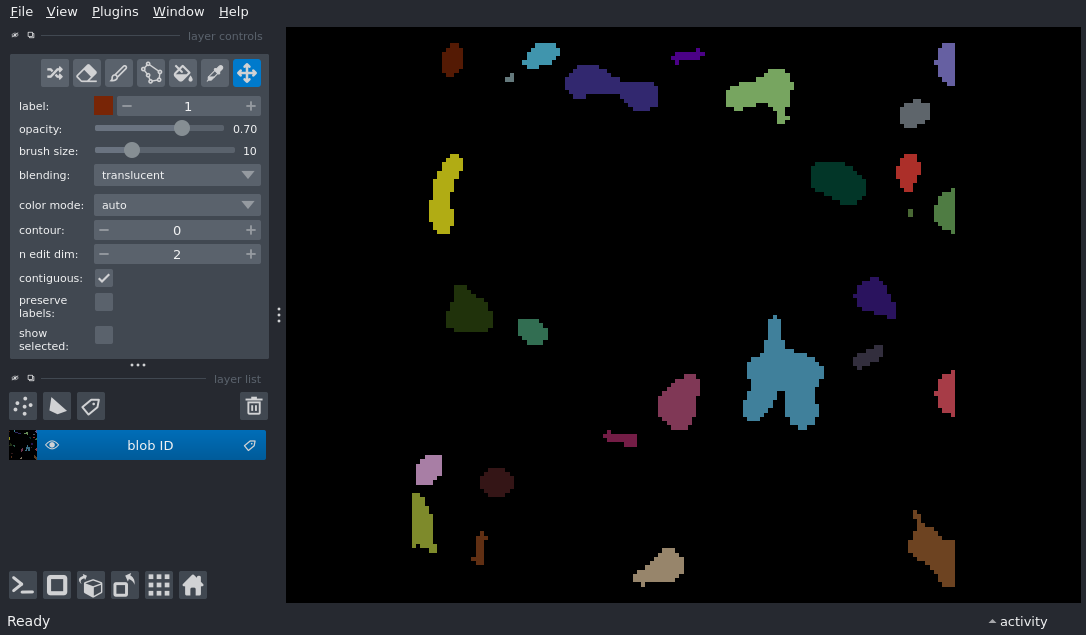 File View Plugins Window Help
layer controls
label: 1
opacity: 0.70
brush size: 10
blending: translucent
color mode: auto
contour: 0
n edit dim: 2
contiguous:
preserve
labels:
show
selected:
layer list
blob ID
Ready
activity